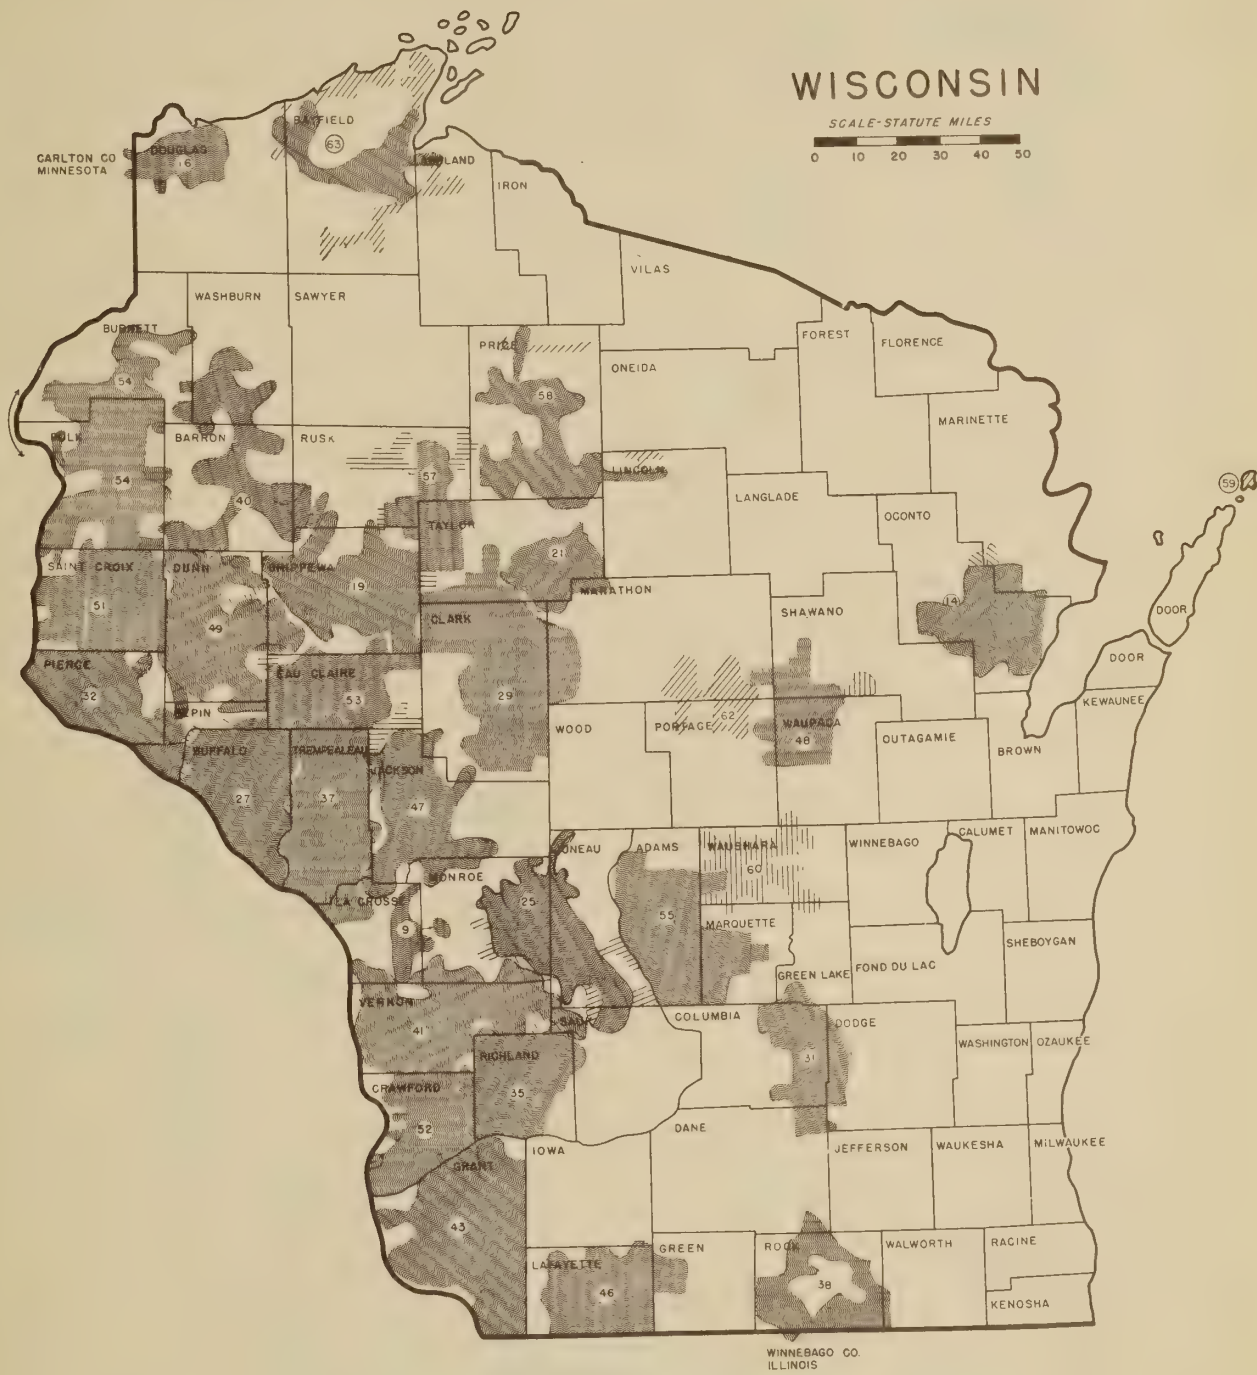 WISCONSIN
SCALE-STATUTE MILES
0 10 20 30 40 50
BAYFIELD
63
DOUGLAS
16
CARLTON CO
MINNESOTA
ASHLAND
IRON
VILAS
WASHBURN
SAWYER
BURNETT
54
PRICE
58
FOREST
FLORENCE
ONEIDA
MARINETTE
POLK
54
BARRON
40
RUSK
57
LINCOLN
LANGLADE
OCONTO
59
TAYLOR
21
SAINT CROIX
51
DUNN
49
CHIPPEWA
19
MARATHON
SHAWANO
14
DOOR
DOOR
CLARK
29
PIERCE
32
PEPIN
EAU CLAIRE
53
KEWAUNEE
WOOD
PORTAGE
62
WAUPACA
48
OUTAGAMIE
BROWN
BUFFALO
27
TREMPEALEAU
37
JACKSON
47
JUNEAU
ADAMS
55
WAUSHARA
60
WINNEBAGO
CALUMET
MANITOWOC
MONROE
25
LA CROSSE
9
MARQUETTE
GREEN LAKE
FOND DU LAC
SHEBOYGAN
VERNON
41
SAUK
COLUMBIA
31
DODGE
WASHINGTON
OZAUKEE
RICHLAND
35
CRAWFORD
52
DANE
IOWA
JEFFERSON
WAUKESHA
MILWAUKEE
GRANT
43
LAFAYETTE
46
GREEN
ROCK
38
WALWORTH
RACINE
KENOSHA
WINNEBAGO CO.
ILLINOIS